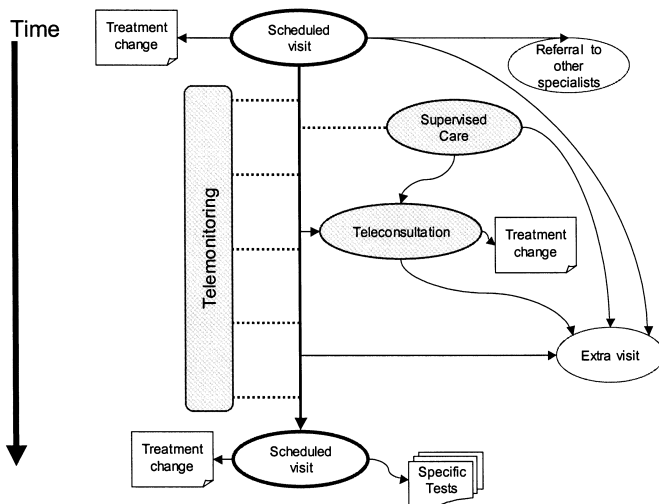 Time
Treatment
change
Scheduled
visit
Referral to
other
specialists
Telemonitoring
Supervised
Care
Teleconsultation
Treatment
change
Extra visit
Treatment
change
Scheduled
visit
Specific
Tests